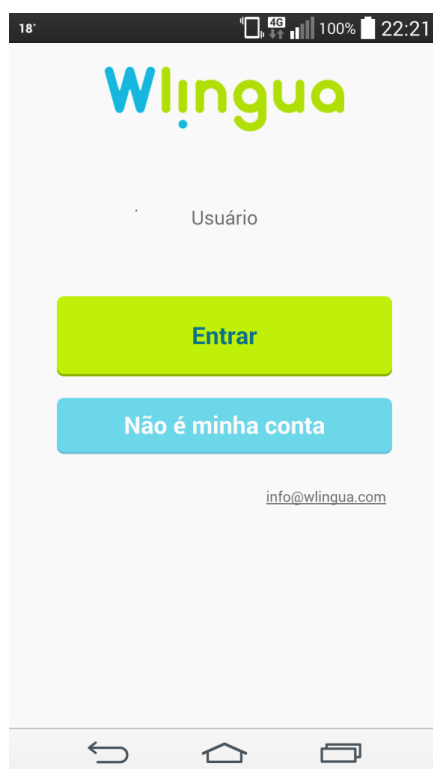 18°
4G 100% 22:21
Wlingua
Usuário
Entrar
Não é minha conta
info@wlingua.com